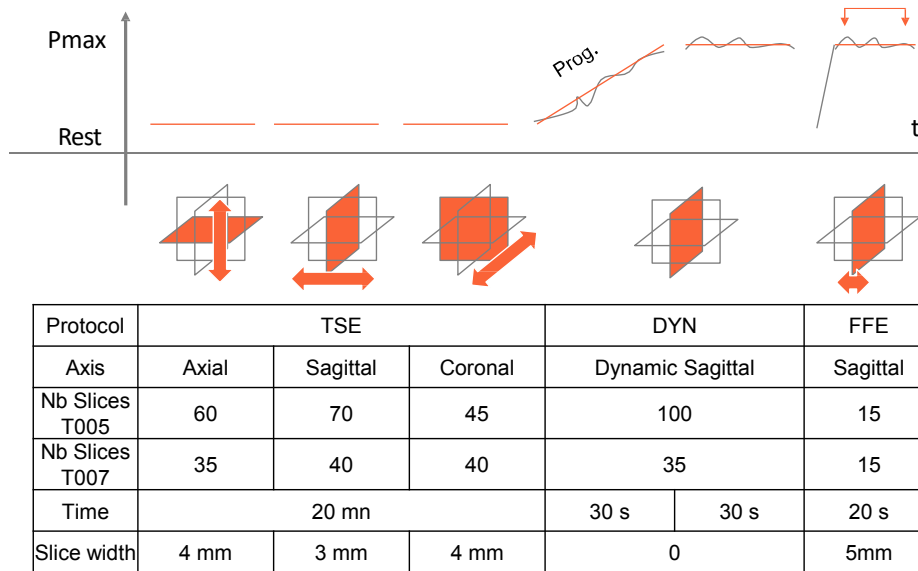 Pmax
Prog.
Rest
t
Protocol TSE DYN FFE
Axis Axial Sagittal Coronal Dynamic Sagittal Sagittal
Nb Slices T005 60 70 45 100 15
Nb Slices T007 35 40 40 35 15
Time 20 mn 30 s 30 s 20 s
Slice width 4 mm 3 mm 4 mm 0 5mm